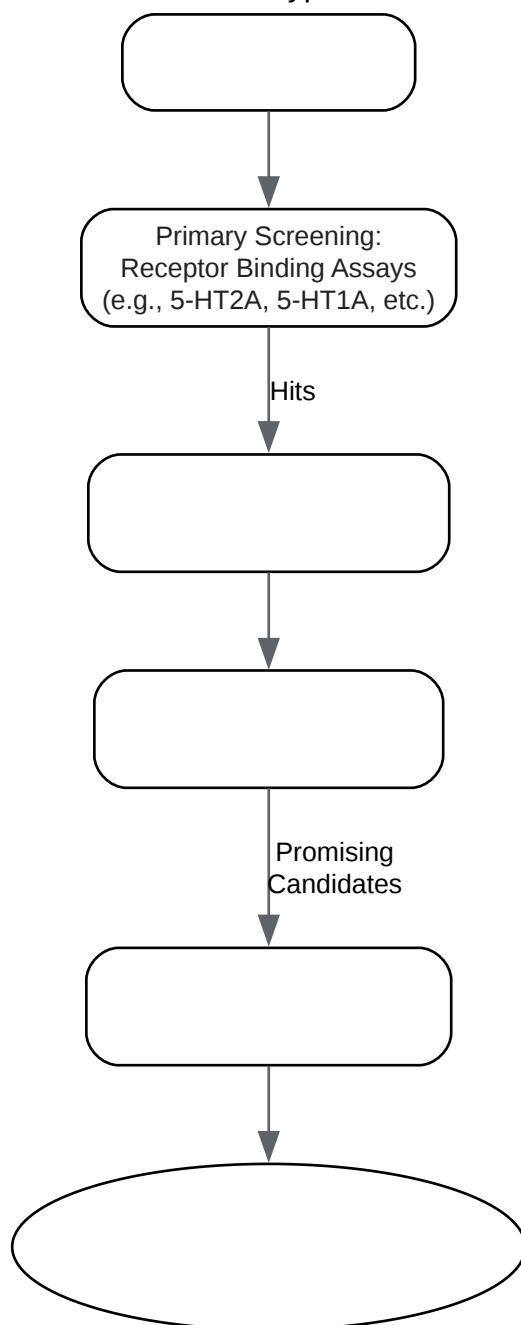 Primary Screening:
Receptor Binding Assays
(e.g., 5-HT2A, 5-HT1A, etc.)
Hits
Promising
Candidates